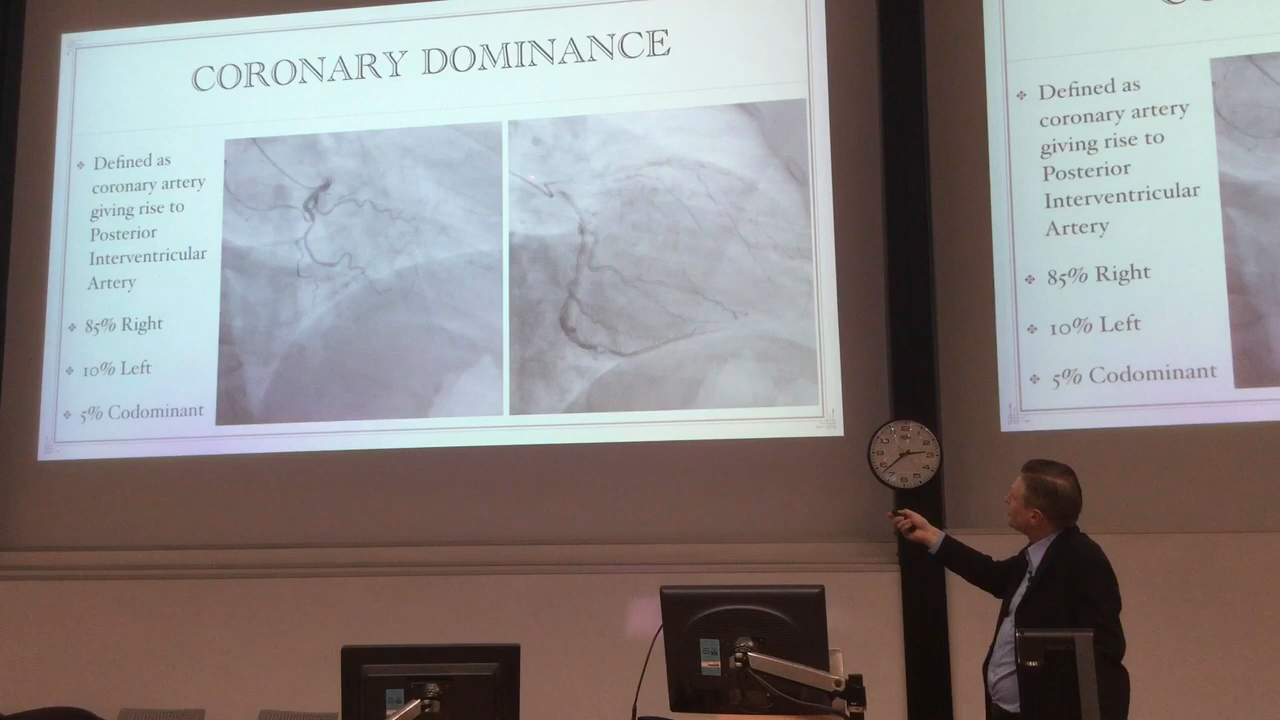 CORONARY DOMINANCE
Defined as
coronary artery
giving rise to
Posterior
Interventricular
Artery
85% Right
10% Left
5% Codominant
Defined as
coronary artery
giving rise to
Posterior
Interventricular
Artery
85% Right
10% Left
5% Codominant